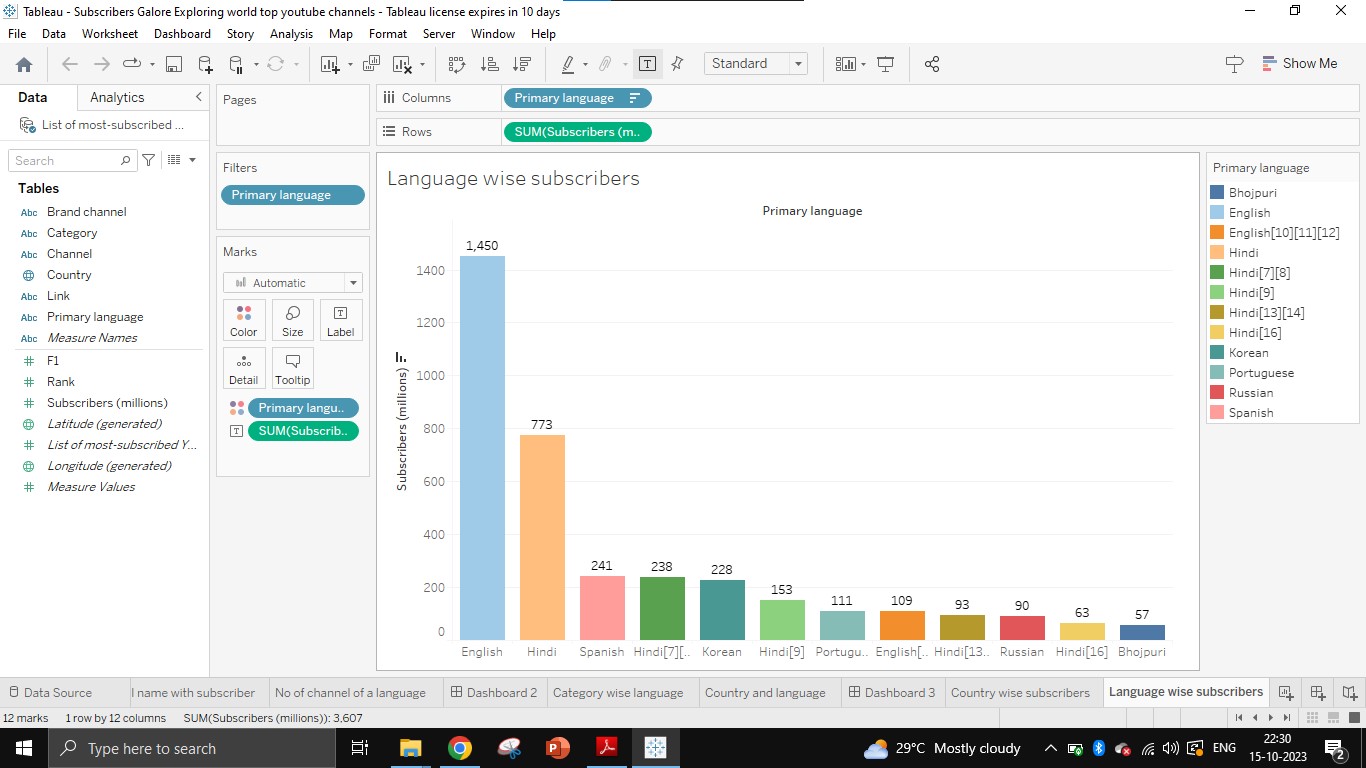 Tableau - Subscribers Galore Exploring world top youtube channels - Tableau license expires in 10 days
File Data Worksheet Dashboard Story Analysis Map Format Server Window Help
Standard
Show Me
Data Analytics
List of most-subscribed ...
Search
Tables
Abc Brand channel
Abc Category
Abc Channel
Country
Abc Link
Abc Primary language
Abc Measure Names
# F1
# Rank
# Subscribers (millions)
Latitude (generated)
# List of most-subscribed Y...
Longitude (generated)
# Measure Values
Pages
Filters
Primary language
Marks
Automatic
Color Size Label
Detail Tooltip
Primary langu..
SUM(Subscrib..
Columns Primary language
Rows SUM(Subscribers (m..
Language wise subscribers
Primary language
Subscribers (millions)
1400
1200
1000
800
600
400
200
0
1,450
773
241
238
228
153
111
109
93
90
63
57
English Hindi Spanish Hindi[7][.. Korean Hindi[9] Portugu.. English[.. Hindi[13.. Russian Hindi[16] Bhojpuri
Primary language
Bhojpuri
English
English[10][11][12]
Hindi
Hindi[7][8]
Hindi[9]
Hindi[13][14]
Hindi[16]
Korean
Portuguese
Russian
Spanish
Data Source l name with subscriber No of channel of a language Dashboard 2 Category wise language Country and language Dashboard 3 Country wise subscribers Language wise subscribers
12 marks 1 row by 12 columns SUM(Subscribers (millions)): 3,607
Type here to search
29°C Mostly cloudy
ENG
22:30
15-10-2023
2